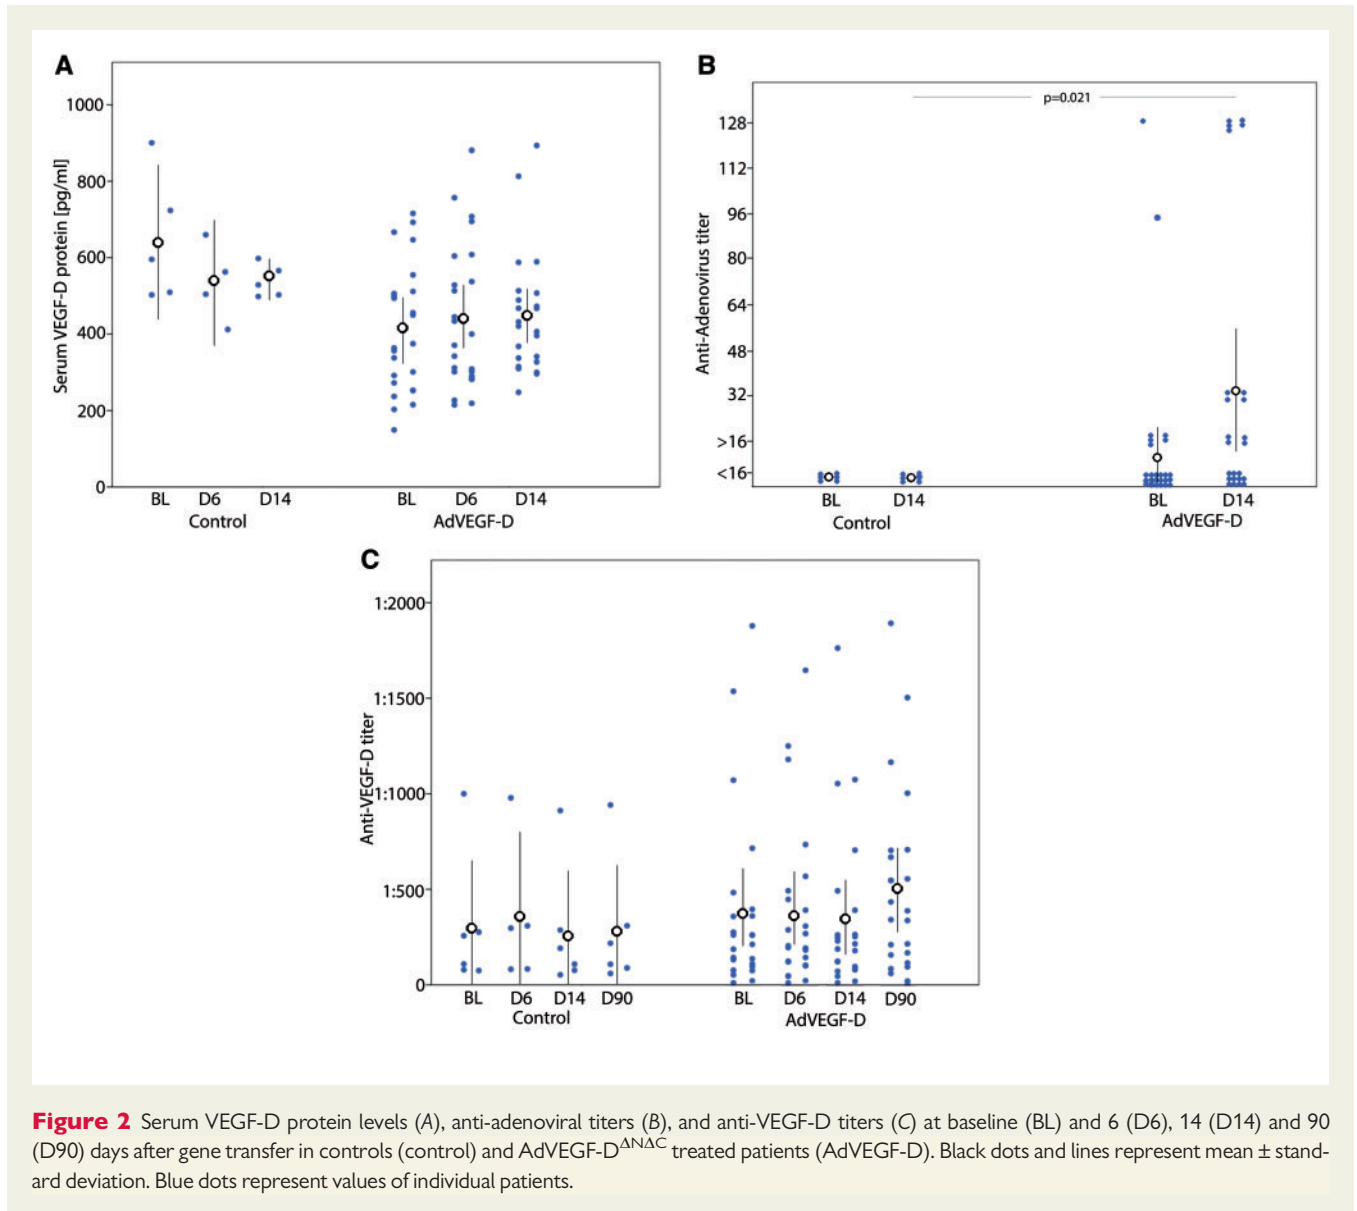 A
Serum VEGF-D protein [pg/ml]
1000
800
600
400
200
0
BL D6 D14 BL D6 D14
Control AdVEGF-D
B
p=0.021
Anti-Adenovirus titer
128
112
96
80
64
48
32
>16
<16
BL D14 BL D14
Control AdVEGF-D
C
Anti-VEGF-D titer
1:2000
1:1500
1:1000
1:500
0
BL D6 D14 D90 BL D6 D14 D90
Control AdVEGF-D
Figure 2 Serum VEGF-D protein levels (A), anti-adenoviral titers (B), and anti-VEGF-D titers (C) at baseline (BL) and 6 (D6), 14 (D14) and 90
(D90) days after gene transfer in controls (control) and AdVEGF-DΔNΔC treated patients (AdVEGF-D). Black dots and lines represent mean ± stand-
ard deviation. Blue dots represent values of individual patients.